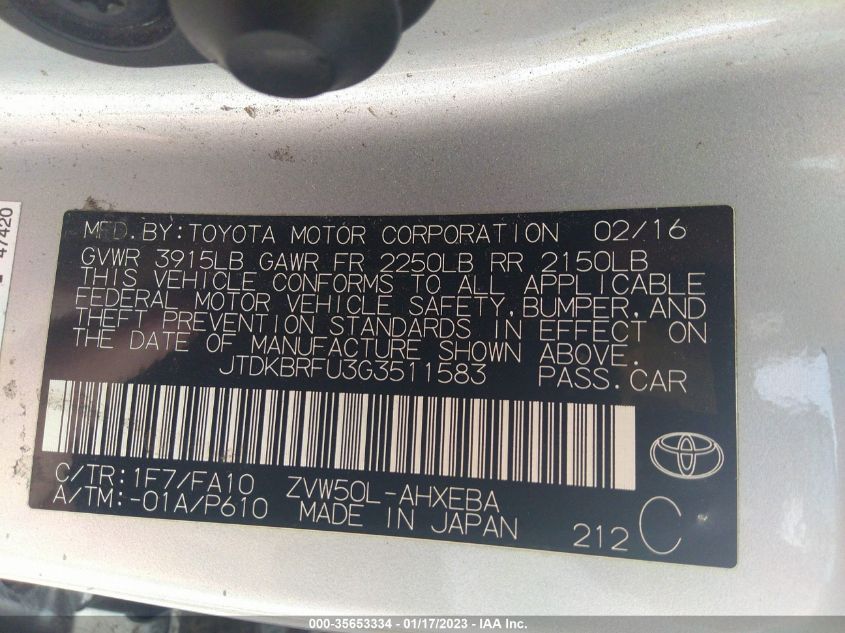 47420
MFD.BY:TOYOTA MOTOR CORPORATION 02/16
GVWR 3915LB GAWR FR 2250LB RR 2150LB
THIS VEHICLE CONFORMS TO ALL APPLICABLE
FEDERAL MOTOR VEHICLE SAFETY,BUMPER,AND
THEFT PREVENTION STANDARDS IN EFFECT ON
THE DATE OF MANUFACTURE SHOWN ABOVE.
JTDKBRFU3G3511583 PASS.CAR
C/TR:1F7/FA10 ZVW50L-AHXEBA
A/TM:-01A/P610 MADE IN JAPAN
212 C
000-35653334 - 01/17/2023 - IAA Inc.